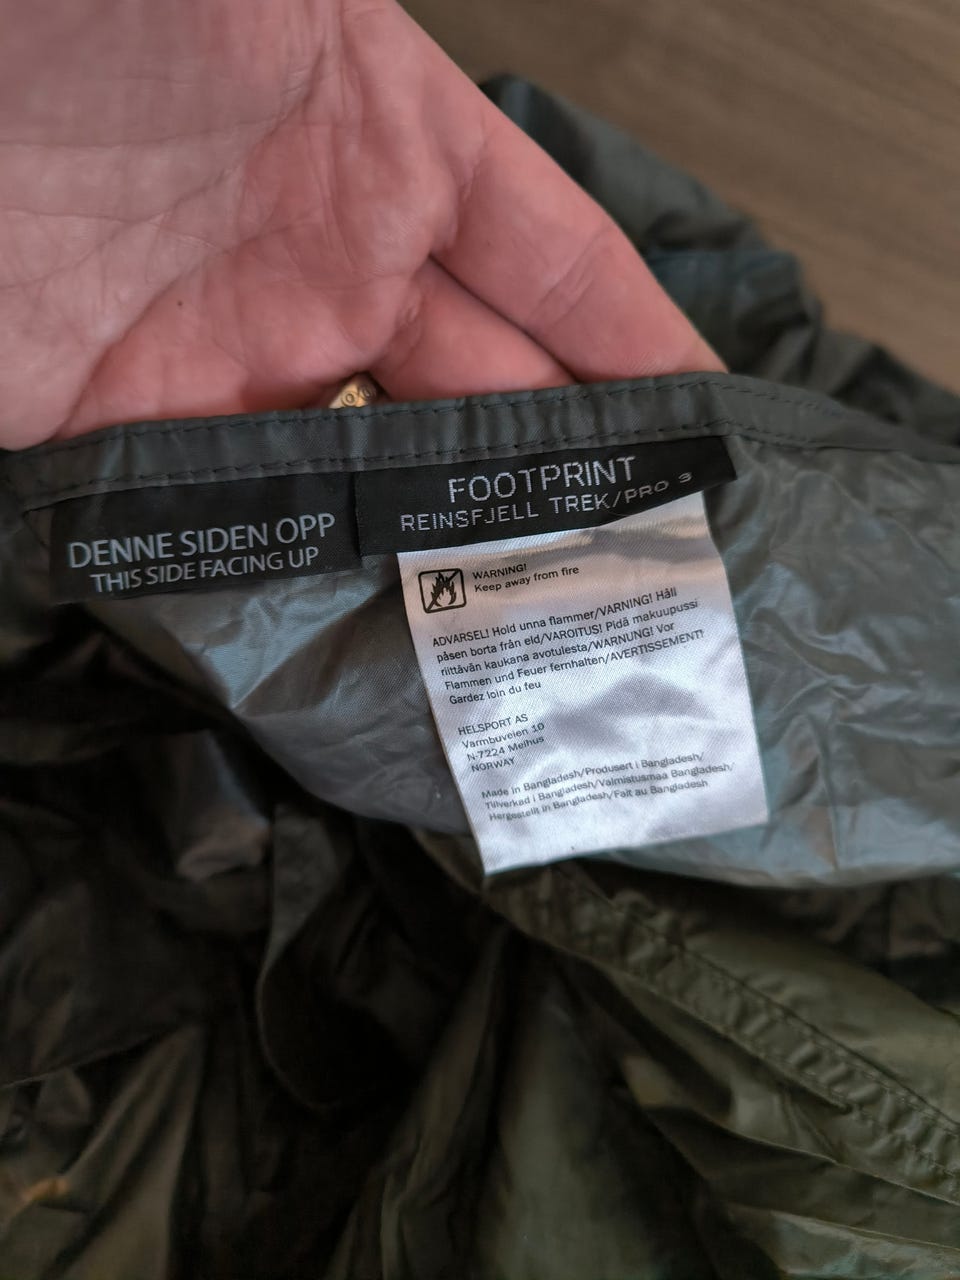 DENNE SIDEN OPP
THIS SIDE FACING UP
FOOTPRINT
REINSFJELL TREK/PRO 3
WARNING!
Keep away from fire
ADVARSEL! Hold unna flammer/VARNING! Håll
påsen borta från eld/VAROITUS! Pidä makuupussi
riittävän kaukana avotulesta/WARNUNG! Vor
Flammen und Feuer fernhalten/AVERTISSEMENT!
Gardez loin du feu
HELSPORT AS
Varmbuveien 10
N-7224 Melhus
NORWAY
Made in Bangladesh/Produsert i Bangladesh/
Tillverkad i Bangladesh/Valmistusmaa Bangladesh/
Hergestellt in Bangladesh/Fait au Bangladesh